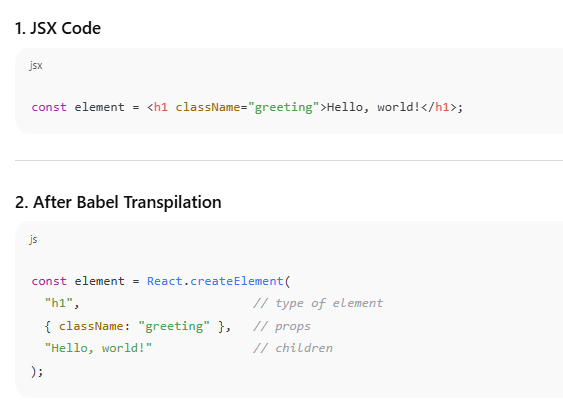 1. JSX Code
jsx
const element = <h1 className="greeting">Hello, world!</h1>;
2. After Babel Transpilation
js
const element = React.createElement(
"h1", // type of element
{ className: "greeting" }, // props
"Hello, world!" // children
);